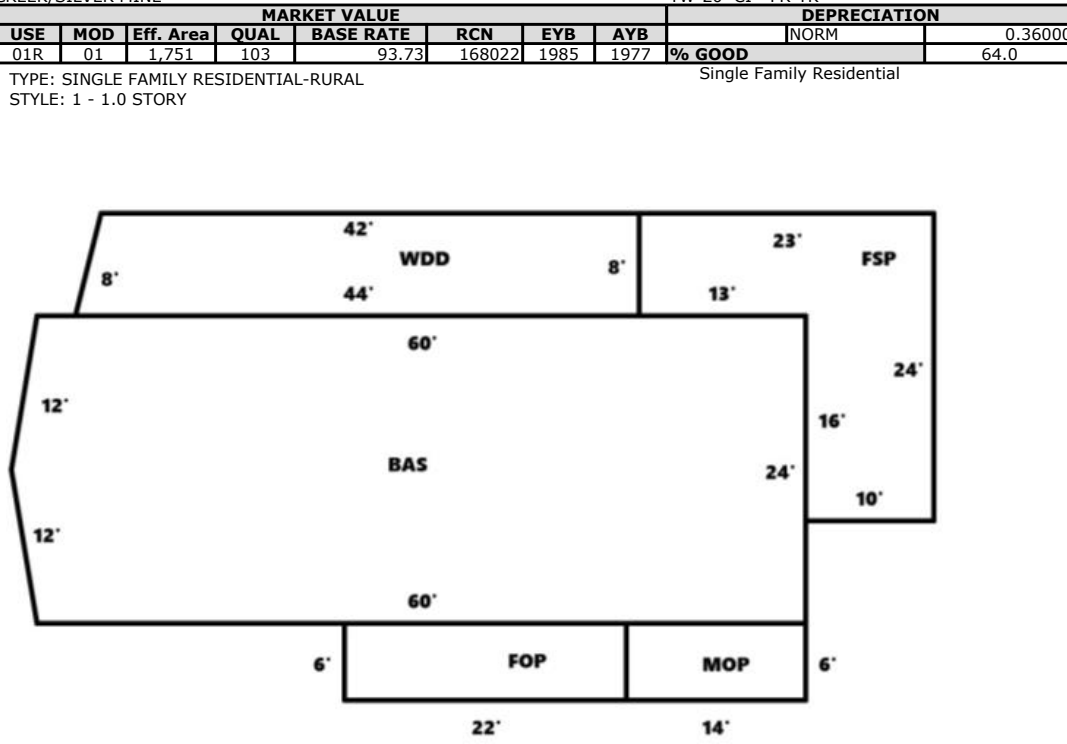 MARKET VALUE DEPRECIATION
USE MOD Eff. Area QUAL BASE RATE RCN EYB AYB NORM 0.36000
01R 01 1,751 103 93.73 168022 1985 1977 % GOOD 64.0
TYPE: SINGLE FAMILY RESIDENTIAL-RURAL Single Family Residential
STYLE: 1 - 1.0 STORY
42'
23'
WDD FSP
8' 8'
44' 13'
60'
24'
12'
16'
BAS 24'
10'
12'
60'
6' FOP MOP 6'
22' 14'